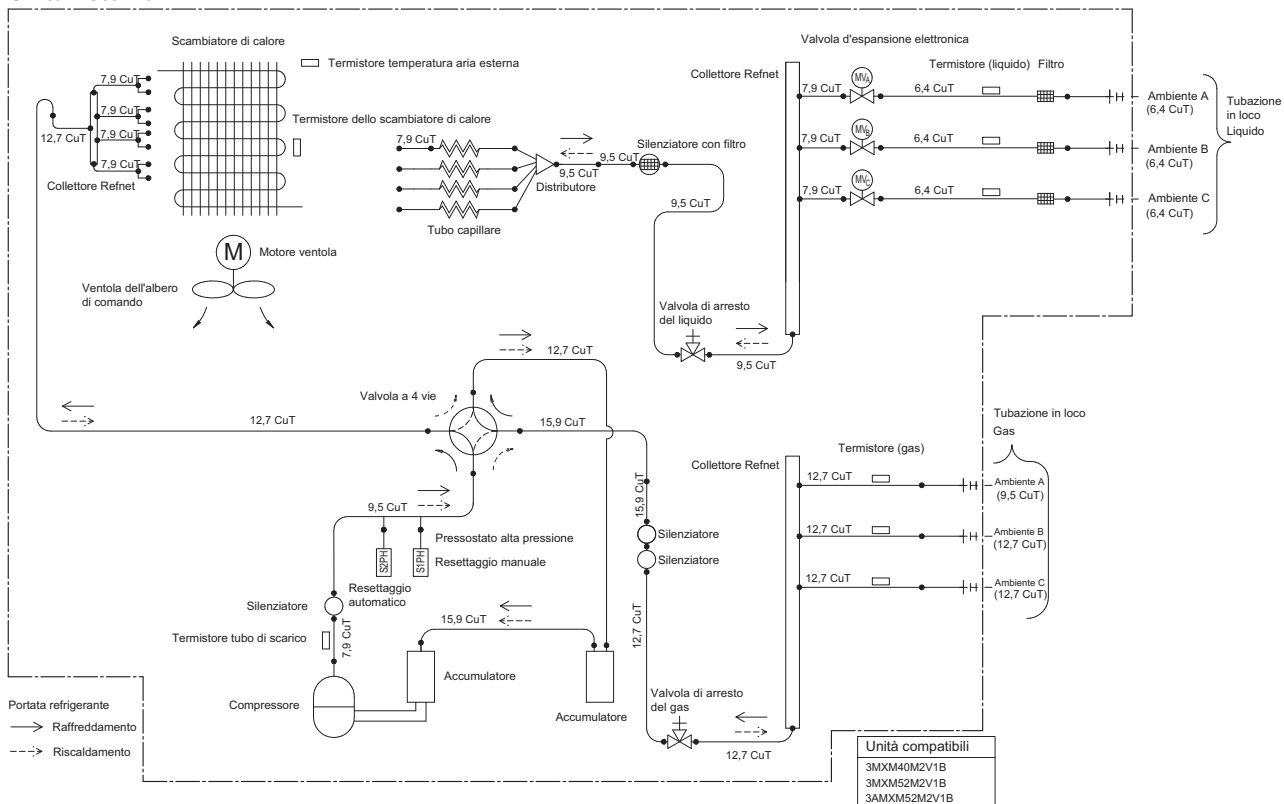 Scambiatore di calore
Termistore temperatura aria esterna
Termistore dello scambiatore di calore
7,9 CuT
7,9 CuT
7,9 CuT
7,9 CuT
12,7 CuT
Collettore Refnet
M
Motore ventola
Ventola dell'albero
di comando
7,9 CuT
Tubo capillare
Distributore
9,5 CuT
9,5 CuT
Silenziatore con filtro
9,5 CuT
Valvola di arresto
del liquido
9,5 CuT
Collettore Refnet
Valvola d'espansione elettronica
Termistore (liquido)
Filtro
7,9 CuT
MVA
6,4 CuT
Ambiente A
(6,4 CuT)
7,9 CuT
MVB
6,4 CuT
Ambiente B
(6,4 CuT)
7,9 CuT
MVC
6,4 CuT
Ambiente C
(6,4 CuT)
Tubazione
in loco
Liquido
12,7 CuT
Valvola a 4 vie
12,7 CuT
15,9 CuT
9,5 CuT
Pressostato alta pressione
S2PH
S1PH
Resettaggio manuale
Resettaggio
automatico
Silenziatore
Termistore tubo di scarico
7,9 CuT
Compressore
15,9 CuT
Accumulatore
Accumulatore
15,9 CuT
Silenziatore
Silenziatore
12,7 CuT
Valvola di arresto
del gas
12,7 CuT
Collettore Refnet
Termistore (gas)
Tubazione in loco
Gas
12,7 CuT
Ambiente A
(9,5 CuT)
12,7 CuT
Ambiente B
(12,7 CuT)
12,7 CuT
Ambiente C
(12,7 CuT)
Portata refrigerante
Raffreddamento
Riscaldamento
Unità compatibili
3MXM40M2V1B
3MXM52M2V1B
3AMXM52M2V1B